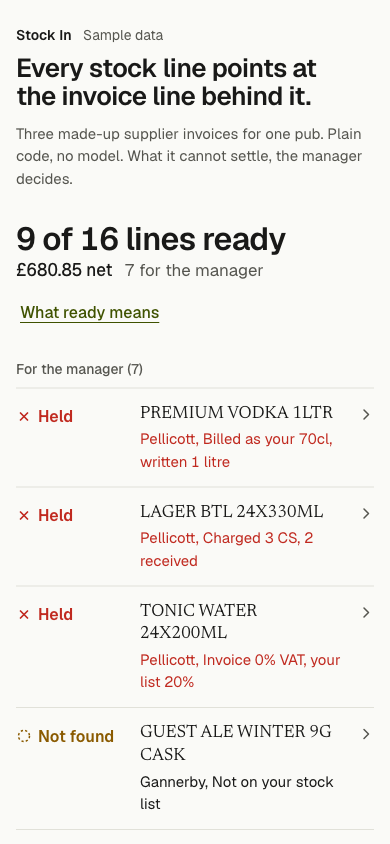 Stock In Sample data
Every stock line points at
the invoice line behind it.
Three made-up supplier invoices for one pub. Plain
code, no model. What it cannot settle, the manager
decides.
9 of 16 lines ready
£680.85 net 7 for the manager
What ready means
For the manager (7)
Held PREMIUM VODKA 1LTR
Pellicott, Billed as your 70cl,
written 1 litre
Held LAGER BTL 24X330ML
Pellicott, Charged 3 CS, 2
received
Held TONIC WATER
24X200ML
Pellicott, Invoice 0% VAT, your
list 20%
Not found GUEST ALE WINTER 9G
CASK
Gannerby, Not on your stock
list